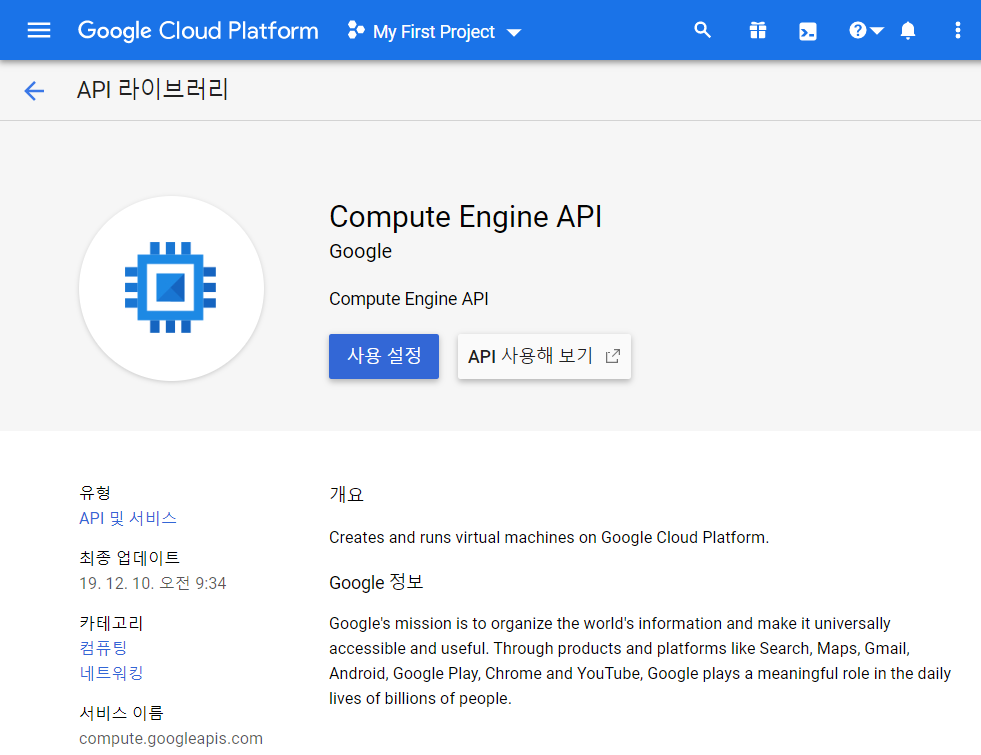 Google Cloud Platform My First Project
API 라이브러리
Compute Engine API
Google
Compute Engine API
사용 설정 API 사용해 보기
유형
API 및 서비스
최종 업데이트
19. 12. 10. 오전 9:34
카테고리
컴퓨팅
네트워킹
서비스 이름
compute.googleapis.com
개요
Creates and runs virtual machines on Google Cloud Platform.
Google 정보
Google's mission is to organize the world's information and make it universally
accessible and useful. Through products and platforms like Search, Maps, Gmail,
Android, Google Play, Chrome and YouTube, Google plays a meaningful role in the daily
lives of billions of people.